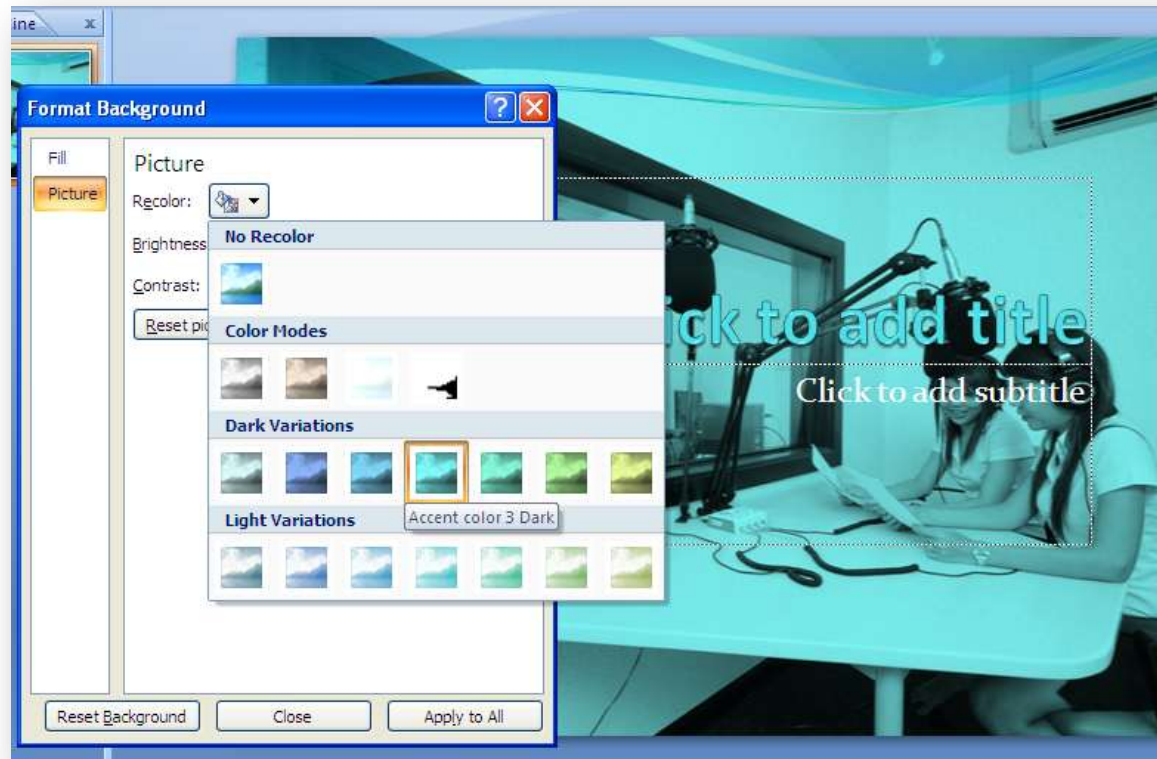 ine x
Format Background ?
Fill
Picture
Picture
Recolor:
No Recolor
Brightness
Contrast:
Reset pic
Color Modes
Dark Variations
Accent color 3 Dark
Light Variations
ck to add title
Click to add subtitle
Reset Background Close Apply to All